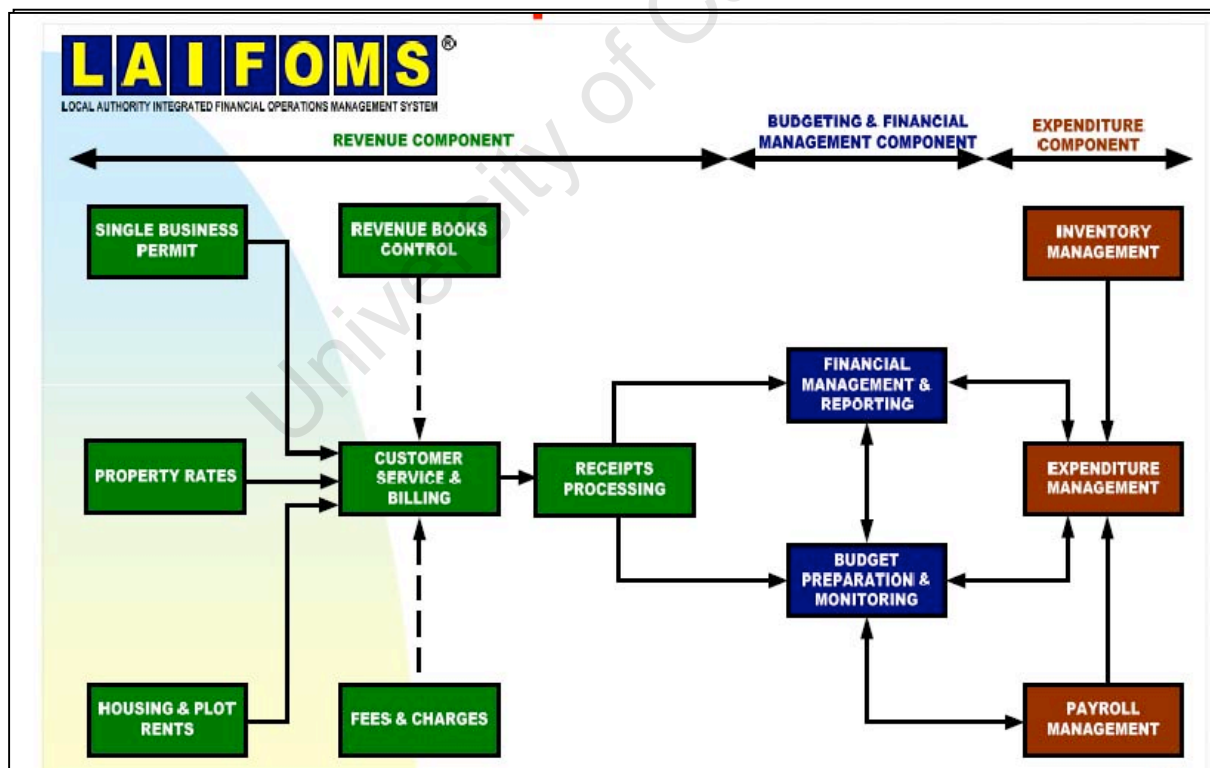 LAIFOMS®
LOCAL AUTHORITY INTEGRATED FINANCIAL OPERATIONS MANAGEMENT SYSTEM
REVENUE COMPONENT
BUDGETING & FINANCIAL
MANAGEMENT COMPONENT
EXPENDITURE
COMPONENT
SINGLE BUSINESS
PERMIT
REVENUE BOOKS
CONTROL
INVENTORY
MANAGEMENT
FINANCIAL
MANAGEMENT &
REPORTING
PROPERTY RATES
CUSTOMER
SERVICE &
BILLING
RECEIPTS
PROCESSING
EXPENDITURE
MANAGEMENT
BUDGET
PREPARATION &
MONITORING
HOUSING & PLOT
RENTS
FEES & CHARGES
PAYROLL
MANAGEMENT
University of C